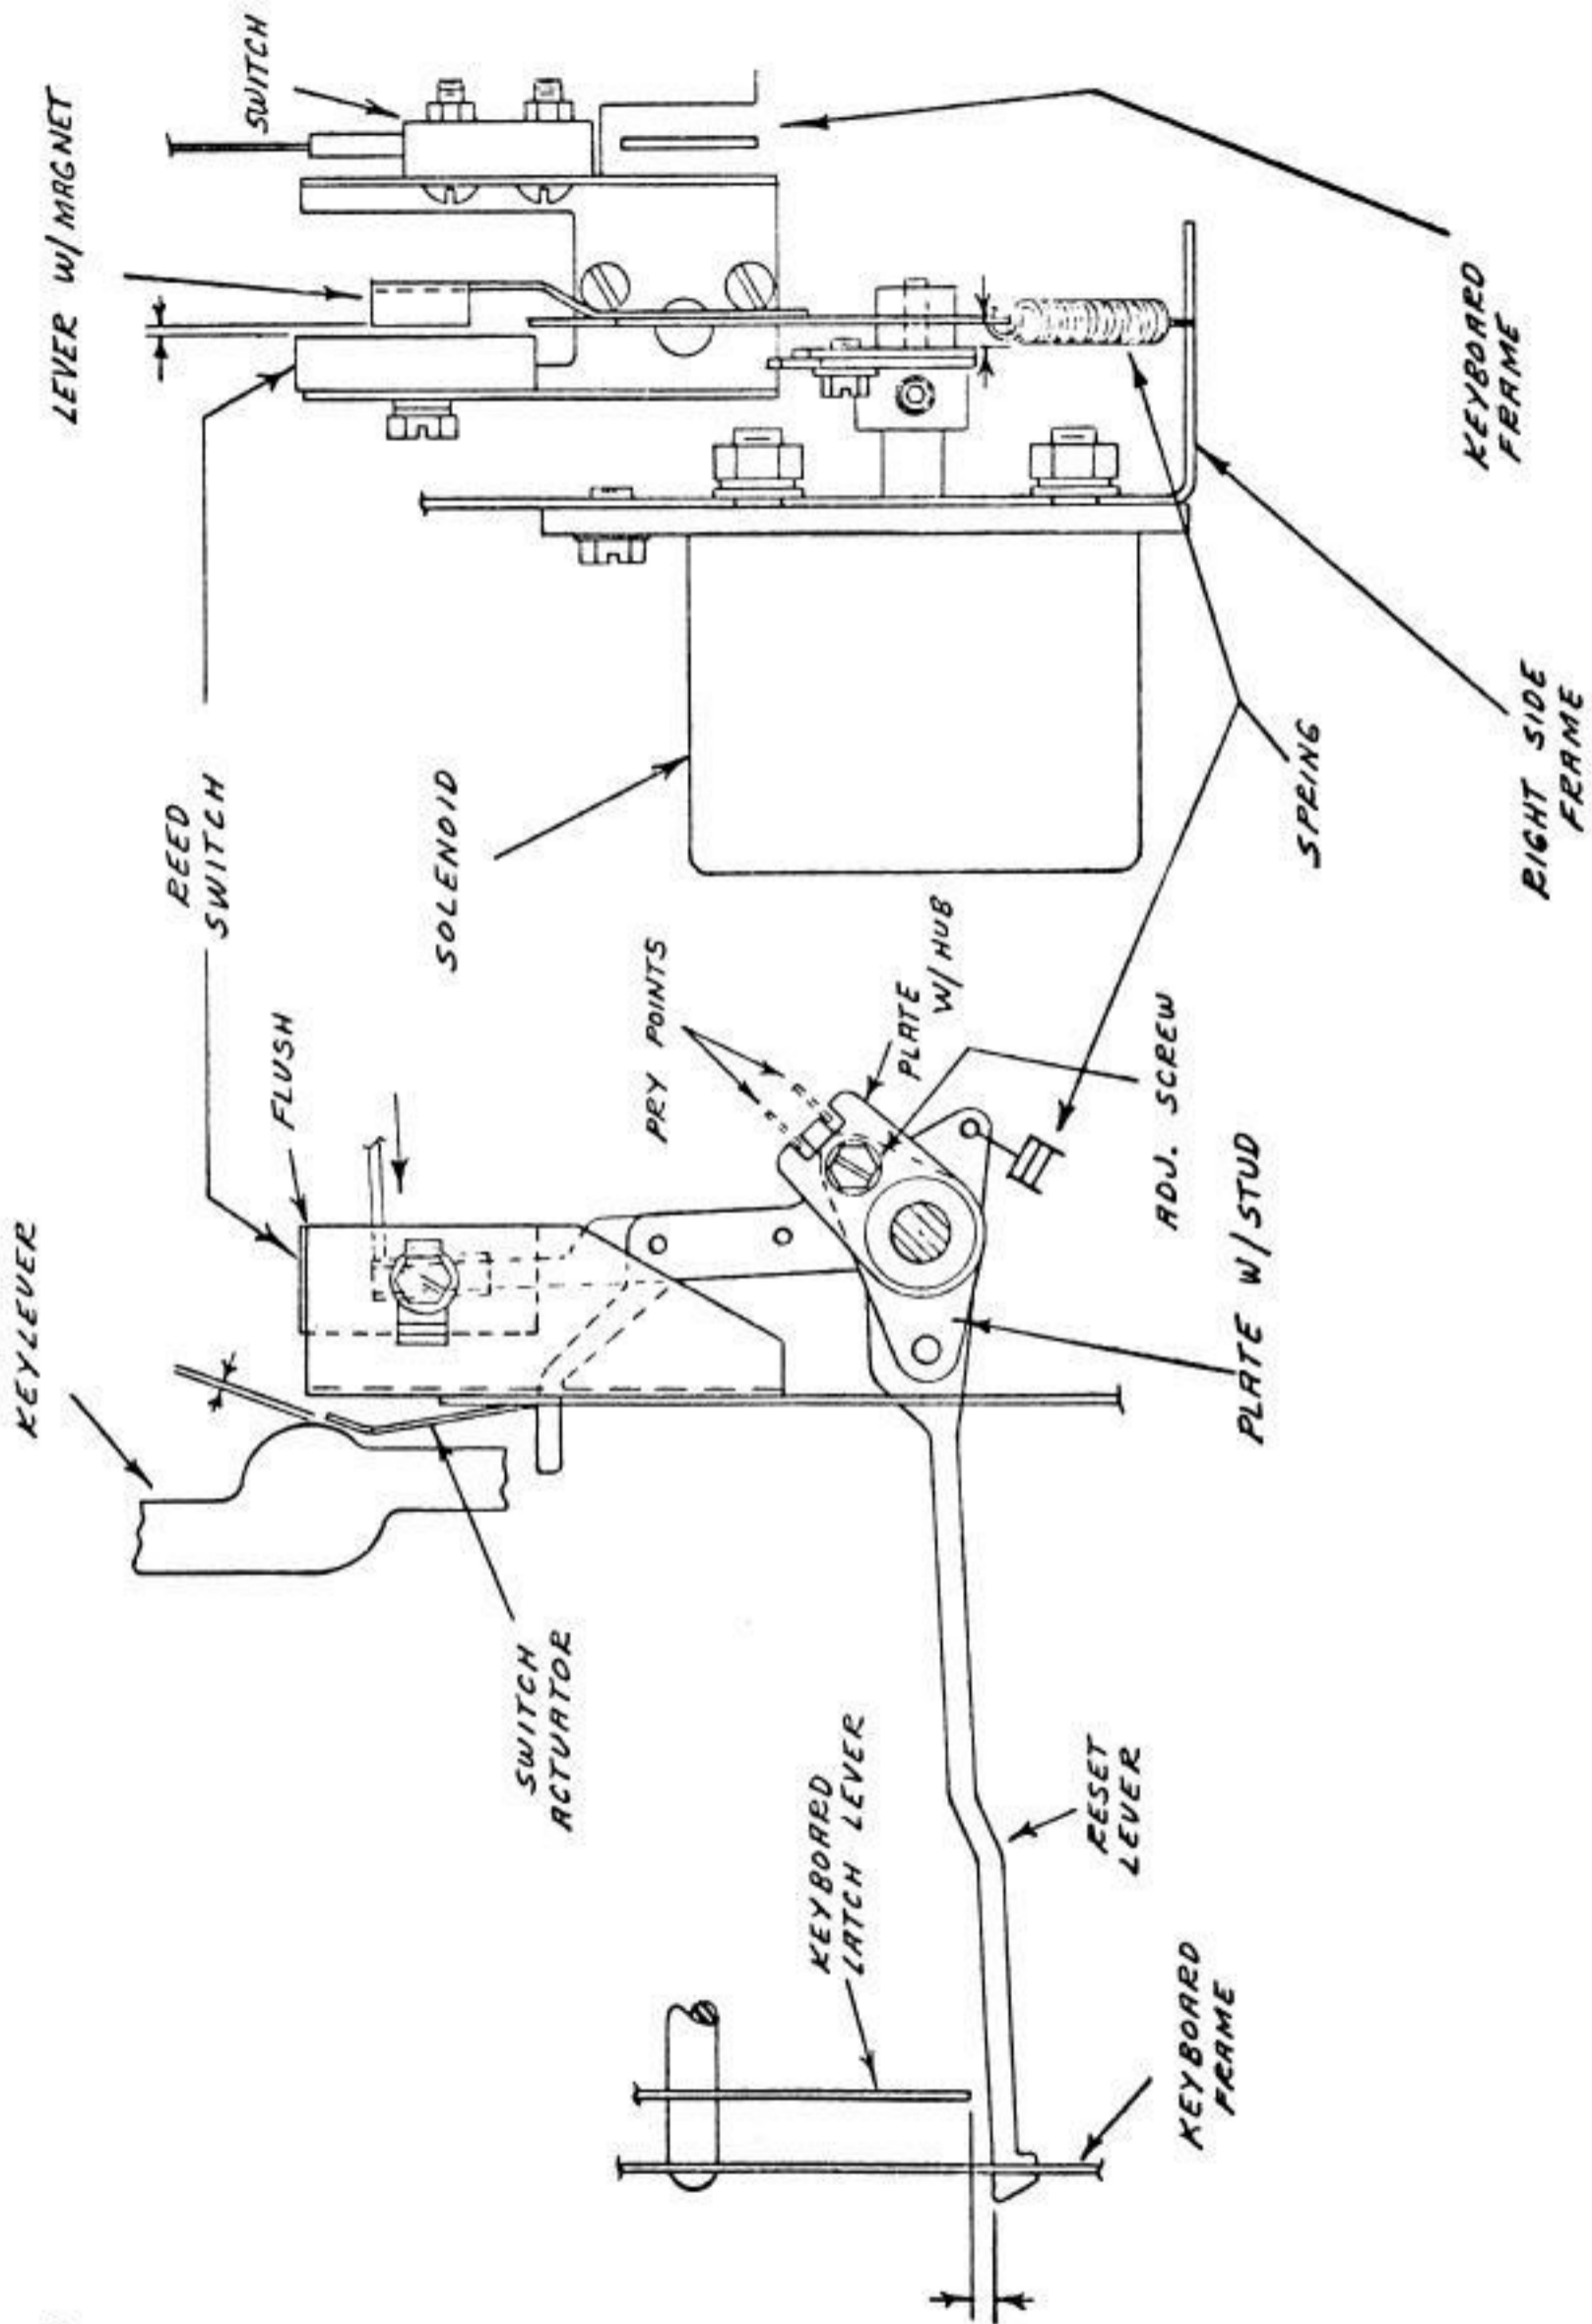 KEYLEVER
FLUSH
REED
SWITCH
LEVER W/ MAGNET
SWITCH
SOLENOID
PRY POINTS
PLATE
W/ HUB
SWITCH
ACTUATOR
KEYBOARD
LATCH LEVER
ADJ. SCREW
PLATE W/ STUD
RESET
LEVER
KEYBOARD
FRAME
SPRING
RIGHT SIDE
FRAME
KEYBOARD
FRAME